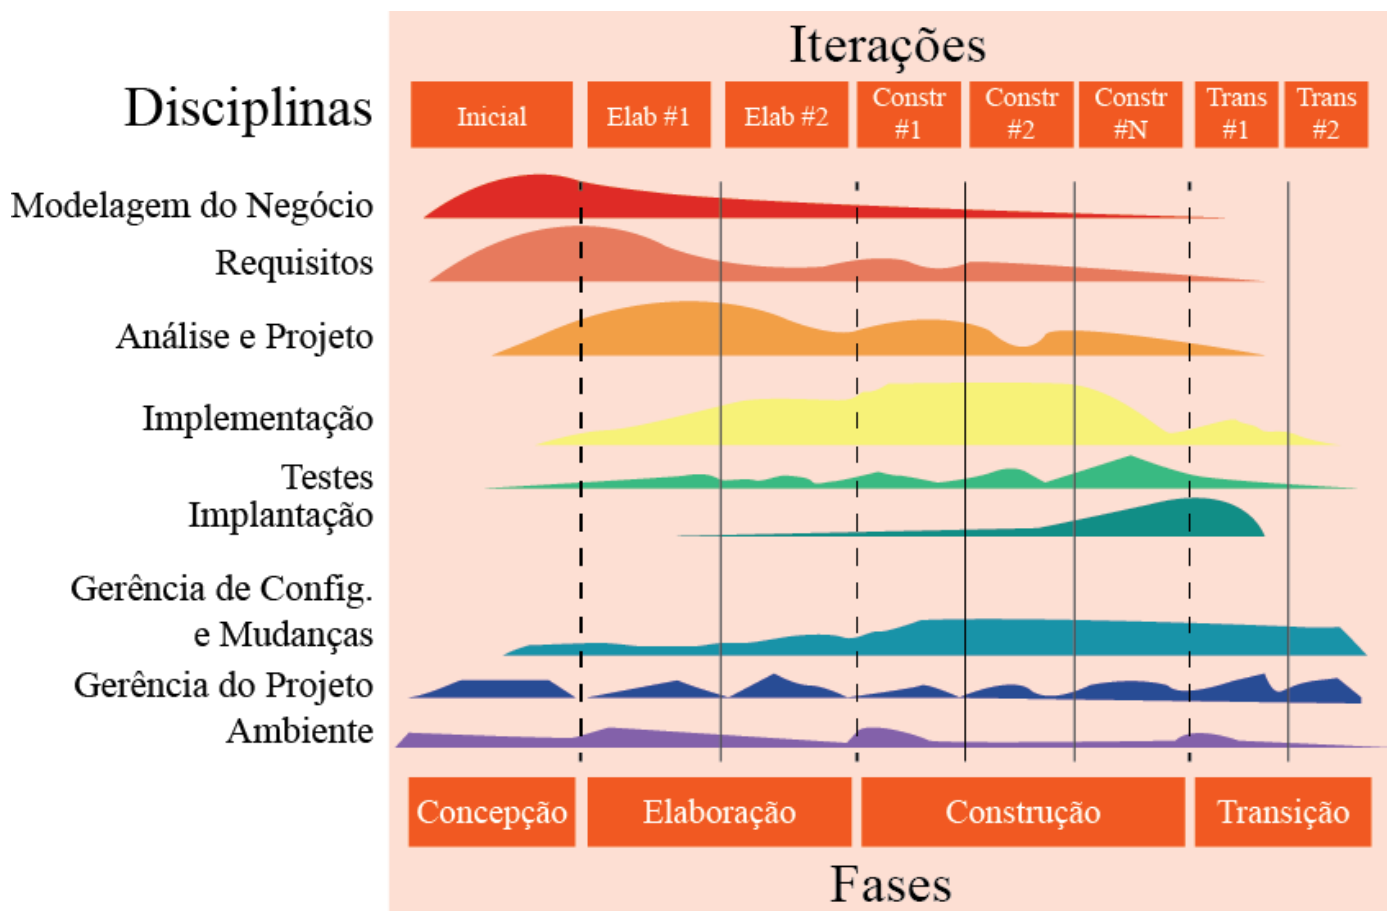 Iterações
Disciplinas
Inicial
Elab #1
Elab #2
Constr
#1
Constr
#2
Constr
#N
Trans
#1
Trans
#2
Modelagem do Negócio
Requisitos
Análise e Projeto
Implementação
Testes
Implantação
Gerência de Config.
e Mudanças
Gerência do Projeto
Ambiente
Concepção
Elaboração
Construção
Transição
Fases